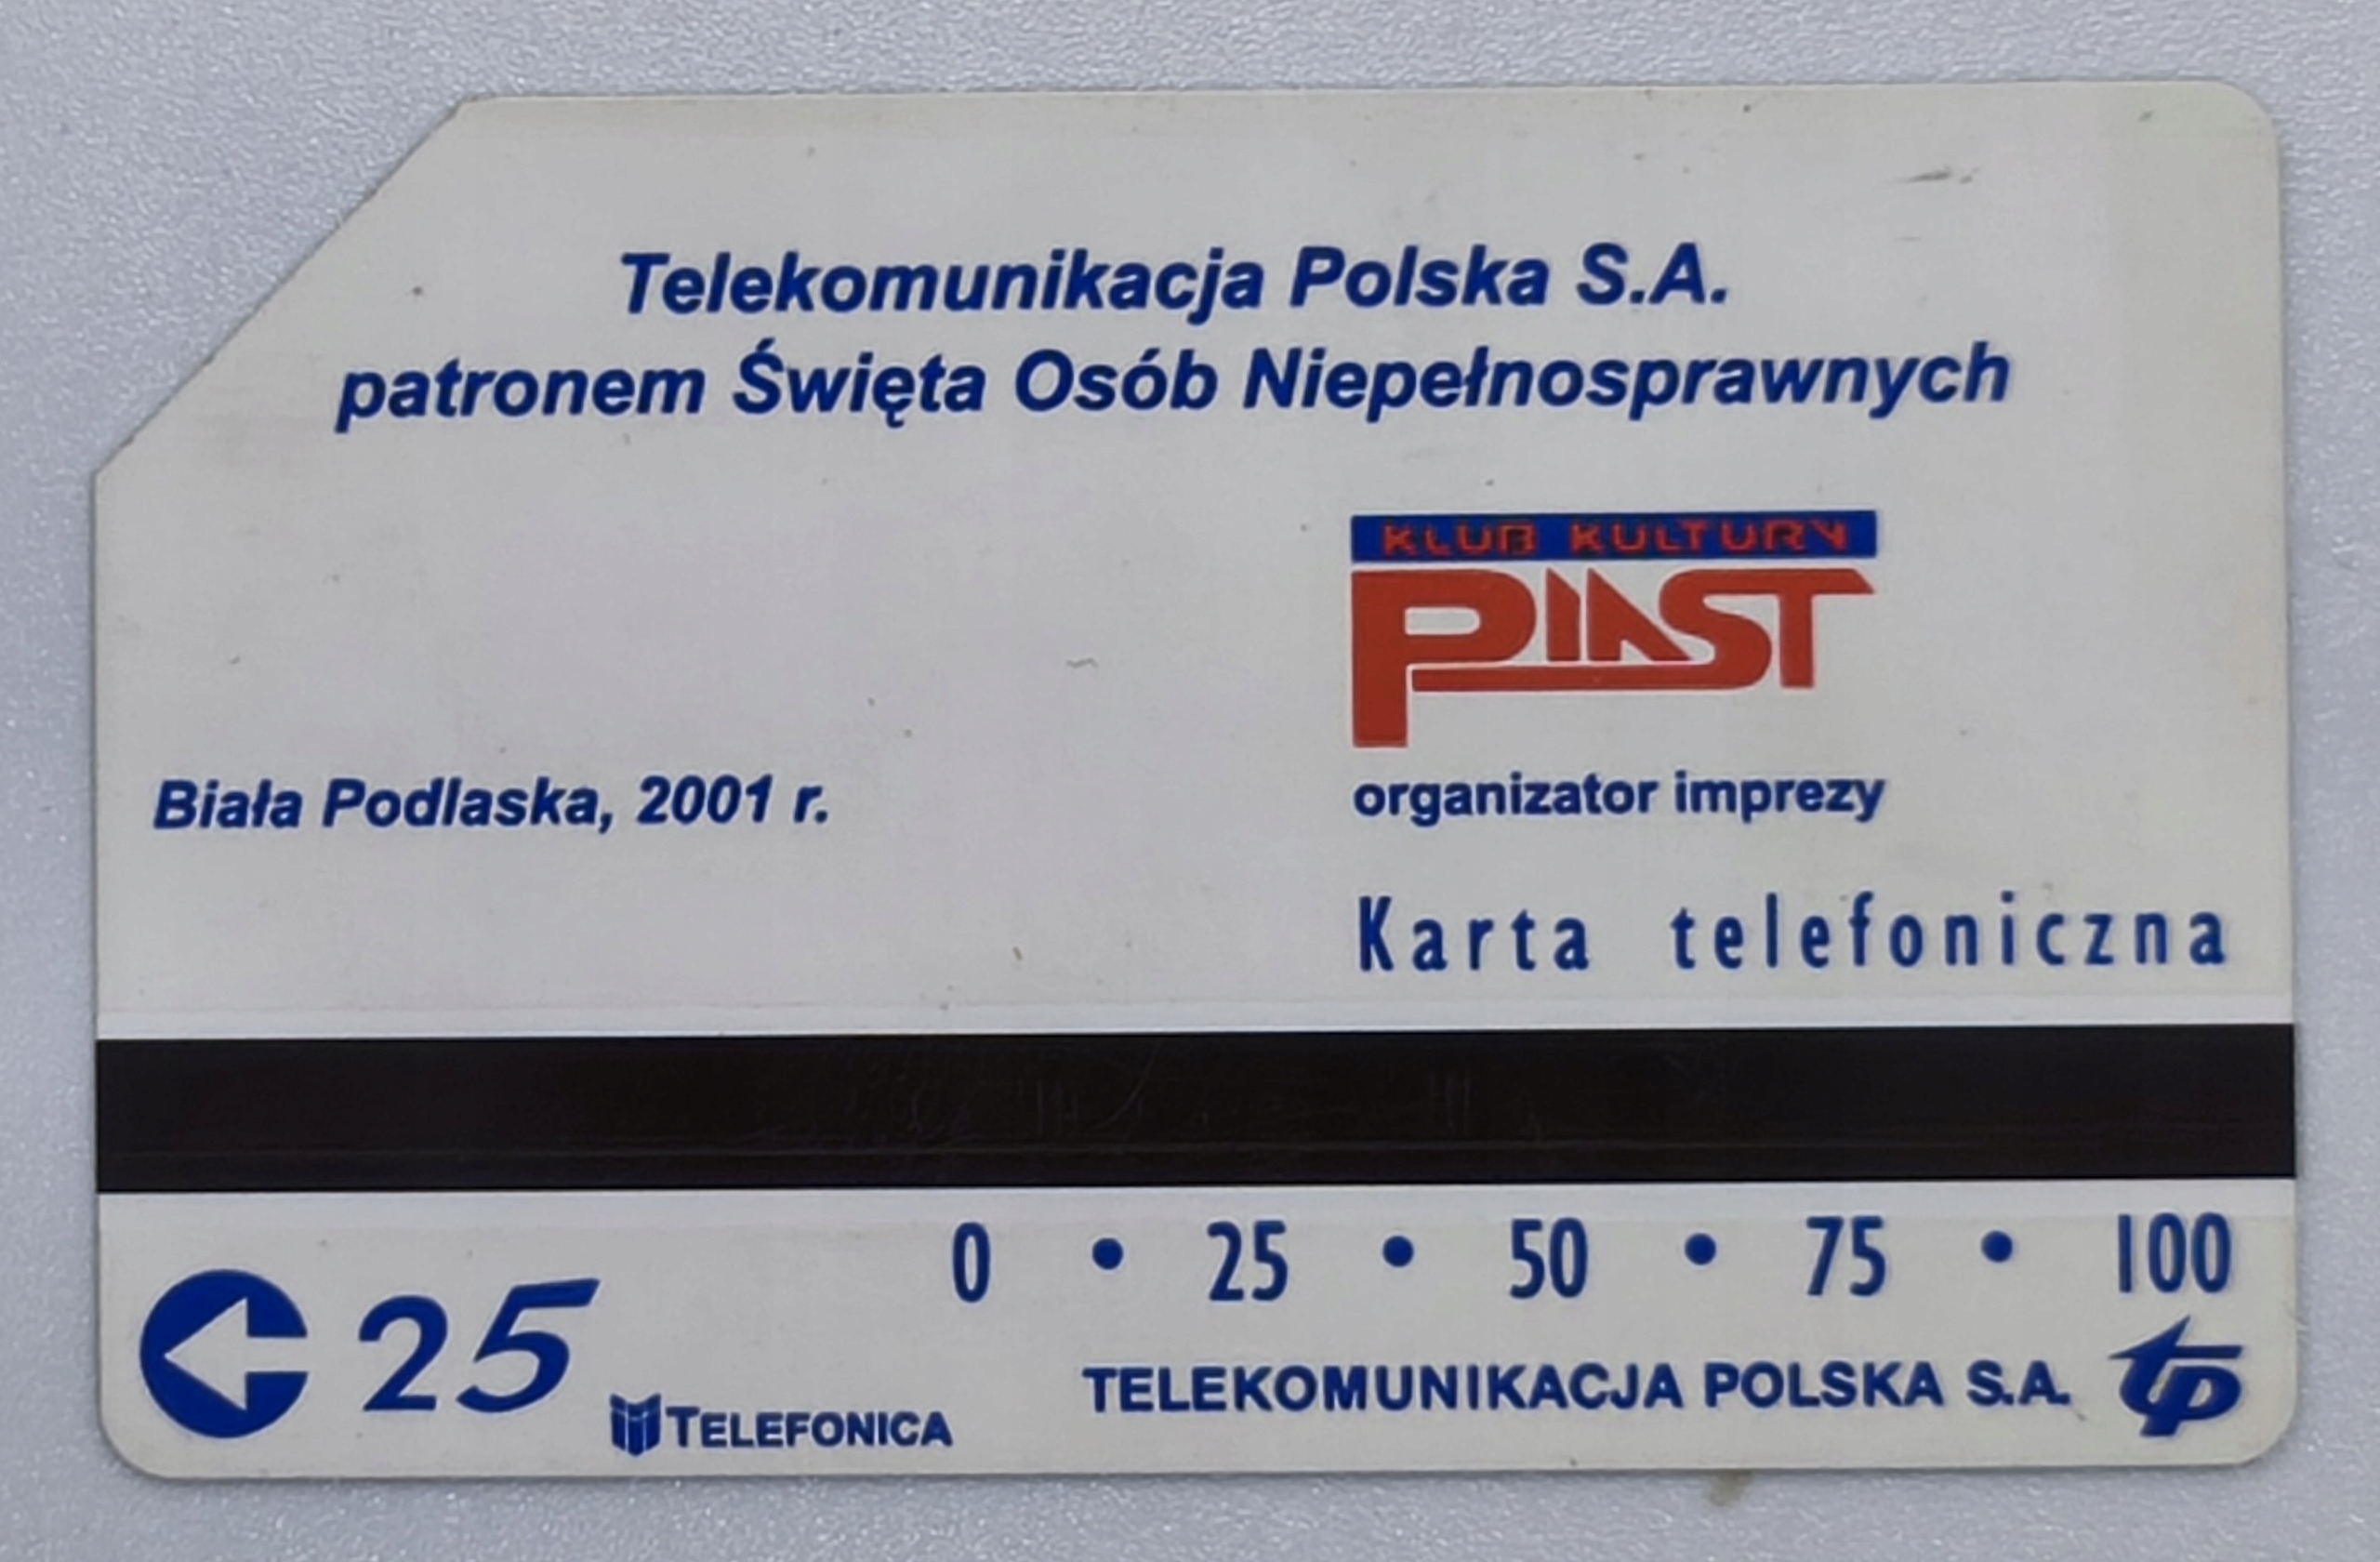 Telekomunikacja Polska S.A.
patronem Święta Osób Niepełnosprawnych
KLUB KULTURY
PIAST
organizator imprezy
Biała Podlaska, 2001 r.
Karta telefoniczna
0 • 25 • 50 • 75 • 100
25
TELEFONICA
TELEKOMUNIKACJA POLSKA S.A.
tp